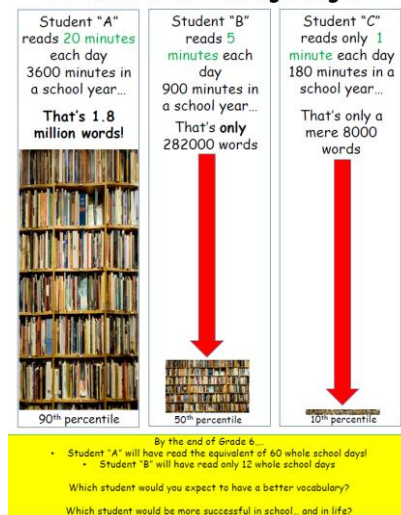 Student "A"
reads 20 minutes
each day
3600 minutes in
a school year...
That's 1.8
million words!
90th percentile
Student "B"
reads 5
minutes each
day
900 minutes in
a school year...
That's only
282000 words
50th percentile
Student "C"
reads only 1
minute each day
180 minutes in a
school year...
That's only a
mere 8000
words
10th percentile
By the end of Grade 6....
• Student "A" will have read the equivalent of 60 whole school days!
• Student "B" will have read only 12 whole school days
Which student would you expect to have a better vocabulary?
Which student would be more successful in school... and in life?